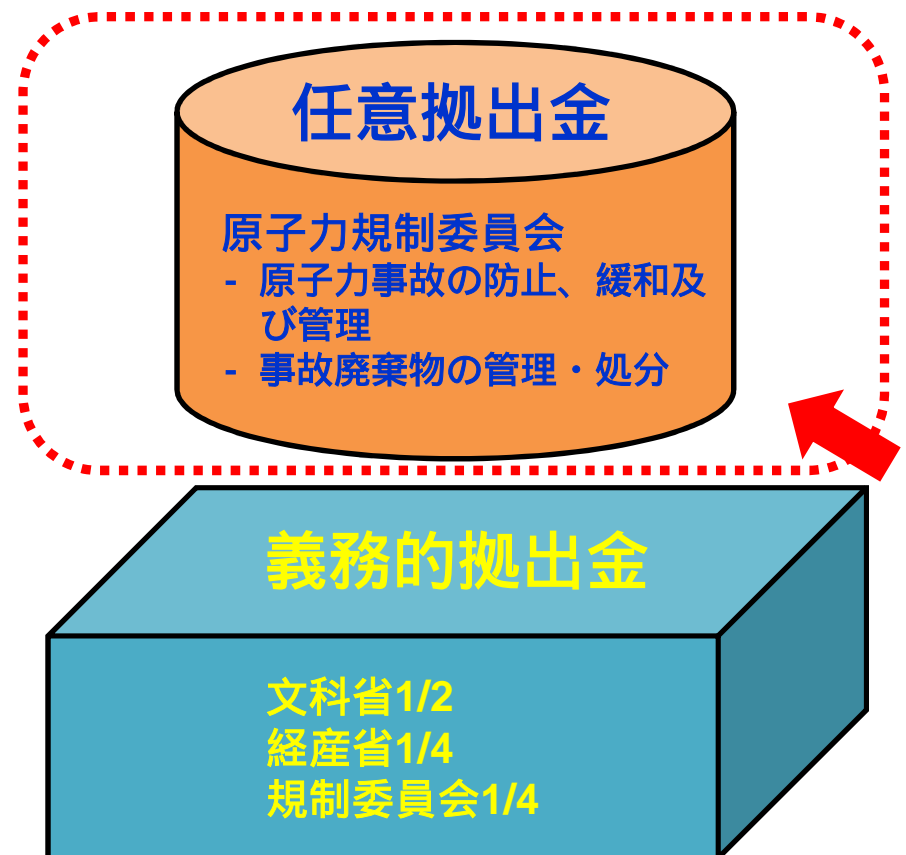 任意拠出金
原子力規制委員会
- 原子力事故の防止、緩和及
び管理
- 事故廃棄物の管理・処分
義務的拠出金
文科省1/2
経産省1/4
規制委員会1/4